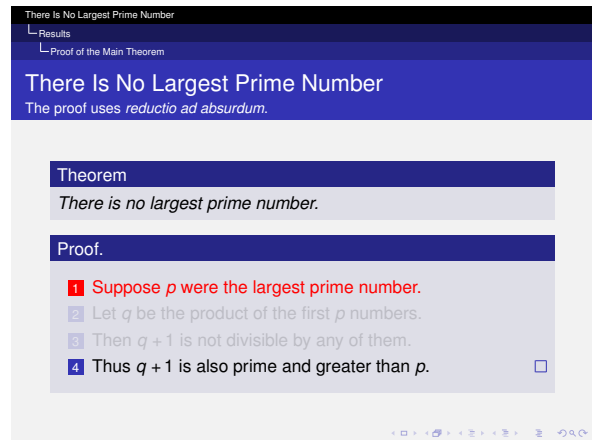 There Is No Largest Prime Number
Results
Proof of the Main Theorem
There Is No Largest Prime Number
The proof uses reductio ad absurdum.
Theorem
There is no largest prime number.
Proof.
1 Suppose p were the largest prime number.
2 Let q be the product of the first p numbers.
3 Then q + 1 is not divisible by any of them.
4 Thus q + 1 is also prime and greater than p.